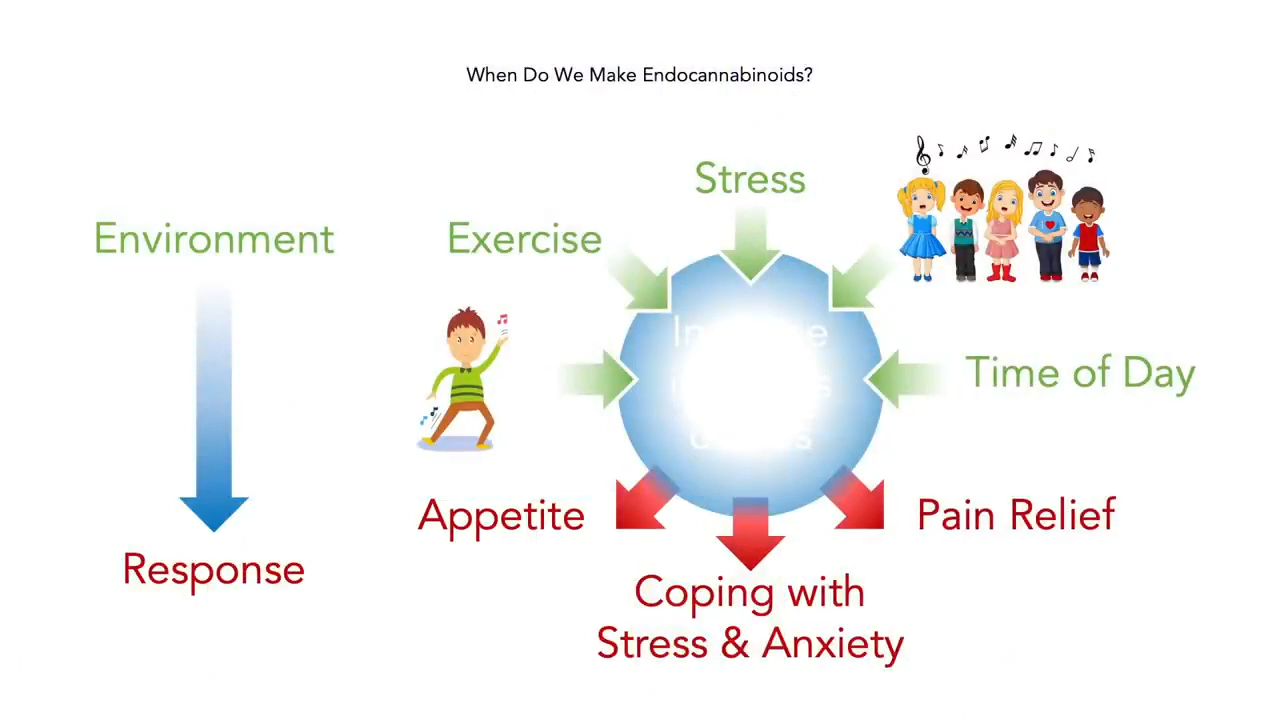 When Do We Make Endocannabinoids?
Stress
Environment
Exercise
Time of Day
Appetite
Pain Relief
Response
Coping with
Stress & Anxiety